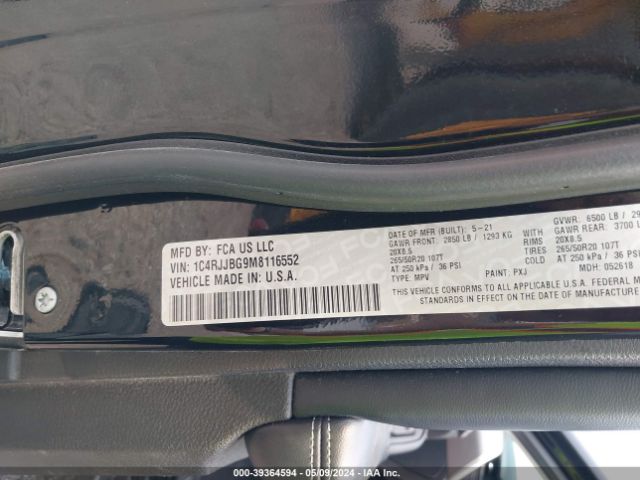 MFD BY: FCA US LLC
VIN: 1C4RJJBG9M8116552
VEHICLE MADE IN: U.S.A.
DATE OF MFR (BUILT): 5-21
GAWR FRONT: 2850 LB / 1293 KG
20X8.5
265/50R20 107T
AT 250 kPa / 36 PSI
TYPE: MPV
PAINT: PXJ
WITH
RIMS
TIRES
COLD
GVWR: 6500 LB / 29
GAWR REAR: 3700 L
20X8.5
265/50R20 107T
AT 250 kPa / 36 PSI
MDH: 052618
THIS VEHICLE CONFORMS TO ALL APPLICABLE U.S.A. FEDERAL M
STANDARDS IN EFFECT ON THE DATE OF MANUFACTURE
000-39364594 - 05/09/2024 - IAA Inc.